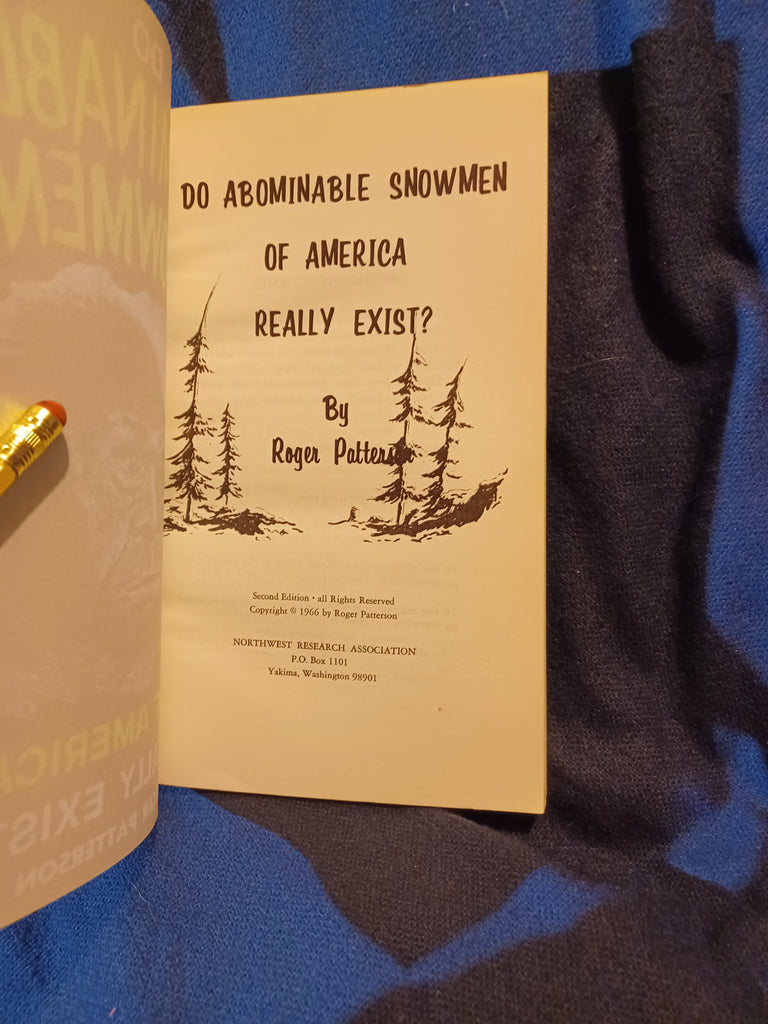 DO ABOMINABLE SNOWMEN
OF AMERICA
REALLY EXIST?
By
Roger Patterson
Second Edition • all Rights Reserved
Copyright © 1966 by Roger Patterson
NORTHWEST RESEARCH ASSOCIATION
P.O. Box 1101
Yakima, Washington 98901